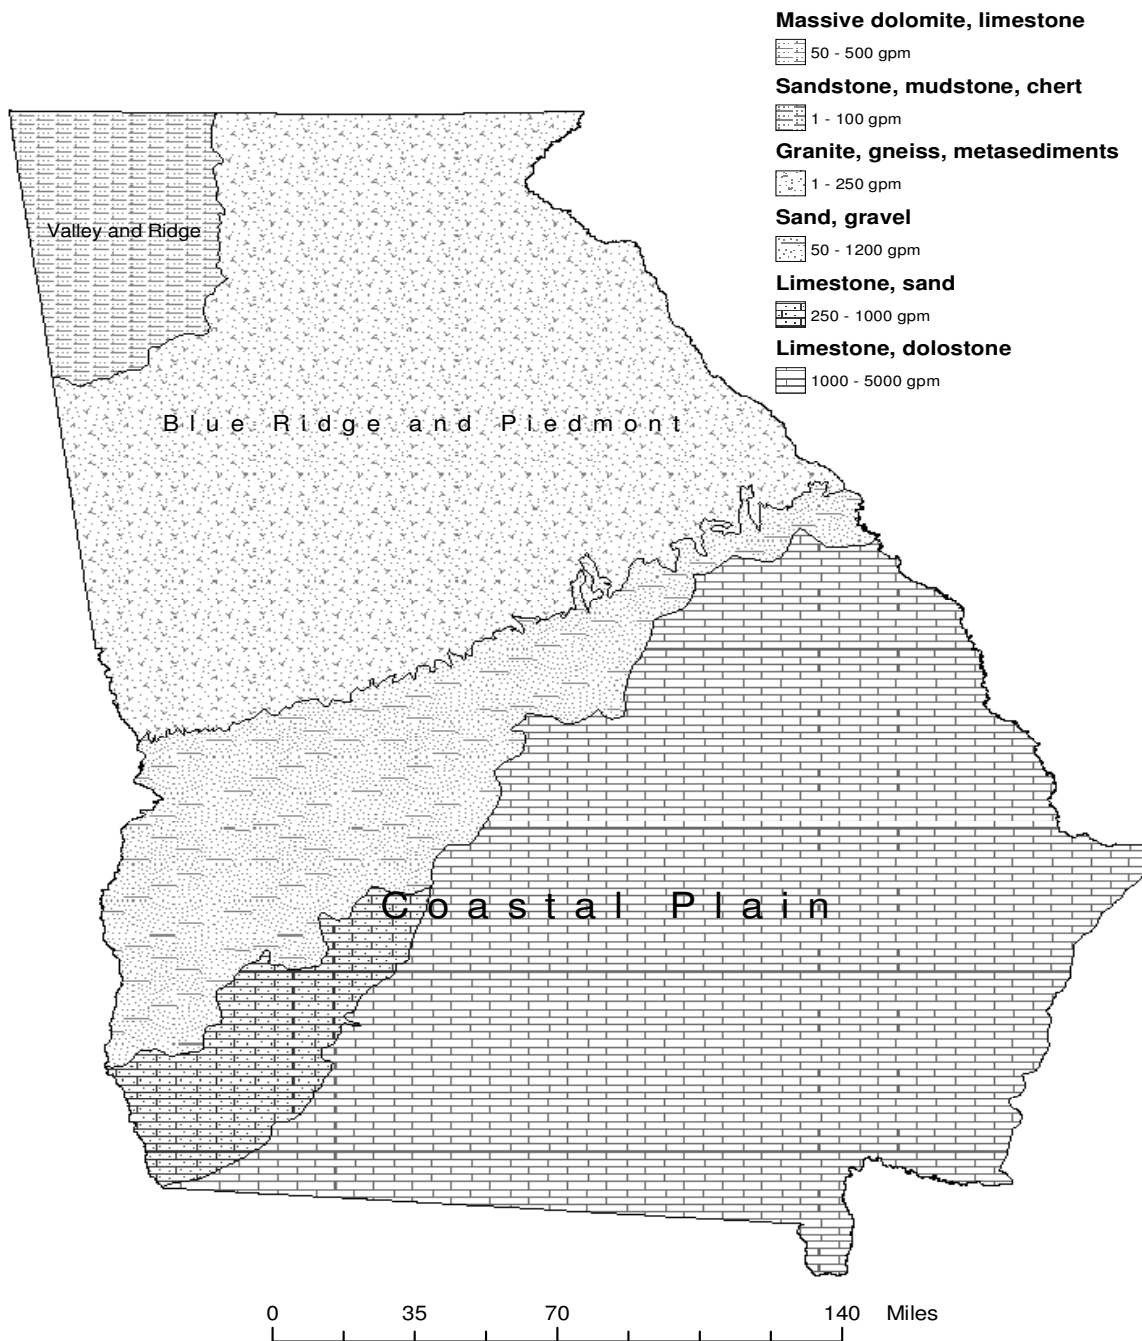 Massive dolomite, limestone
50 - 500 gpm
Sandstone, mudstone, chert
1 - 100 gpm
Granite, gneiss, metasediments
1 - 250 gpm
Sand, gravel
50 - 1200 gpm
Limestone, sand
250 - 1000 gpm
Limestone, dolostone
1000 - 5000 gpm
Valley and Ridge
Blue Ridge and Piedmont
Coastal Plain
0 35 70 140 Miles